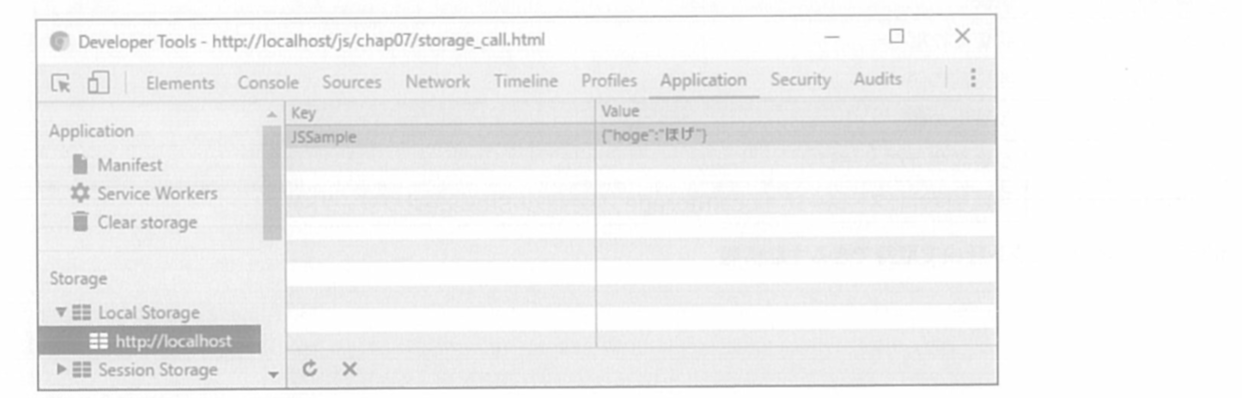 Developer Tools - http://localhost/js/chap07/storage_call.html
Elements Console Sources Network Timeline Profiles Application Security Audits
Application
Manifest
Service Workers
Clear storage
Storage
Local Storage
http://localhost
Session Storage
Key Value
JSSample {"hoge":"ほげ"}